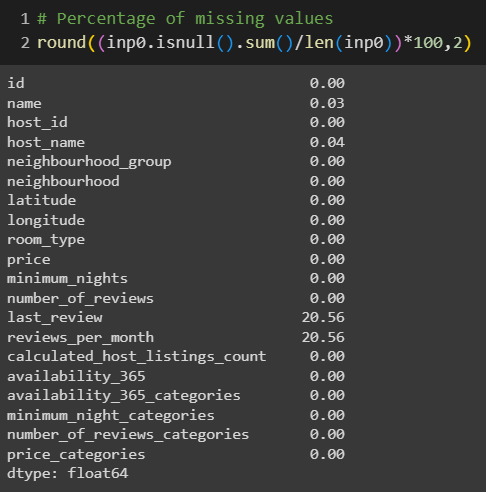 1 # Percentage of missing values
2 round((inp0.isnull().sum()/len(inp0))*100,2)
id 0.00
name 0.03
host_id 0.00
host_name 0.04
neighbourhood_group 0.00
neighbourhood 0.00
latitude 0.00
longitude 0.00
room_type 0.00
price 0.00
minimum_nights 0.00
number_of_reviews 0.00
last_review 20.56
reviews_per_month 20.56
calculated_host_listings_count 0.00
availability_365 0.00
availability_365_categories 0.00
minimum_night_categories 0.00
number_of_reviews_categories 0.00
price_categories 0.00
dtype: float64